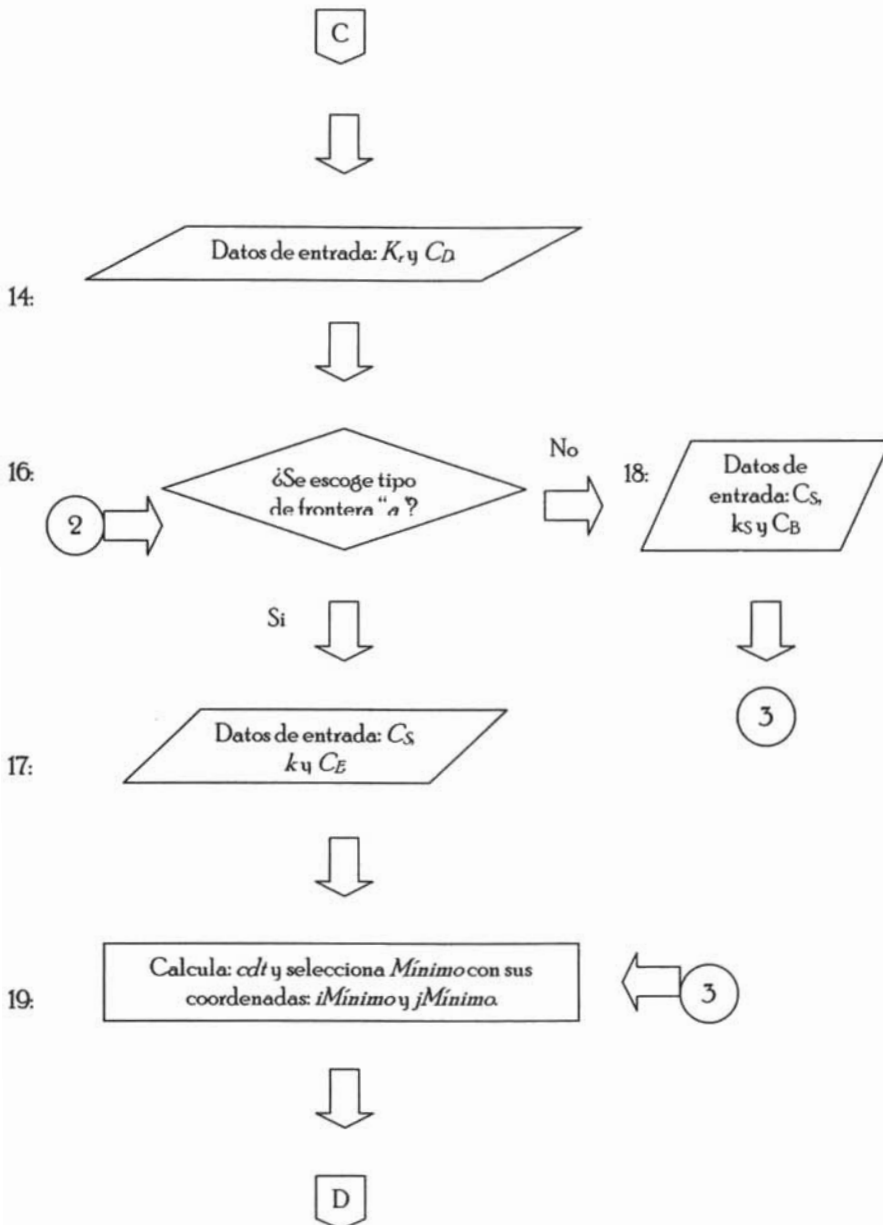 C
Datos de entrada: Kr y CD.
14:
16:
¿Se escoge tipo
de frontera "a"?
No
18:
Datos de
entrada: CS,
kS y CB
2
Si
3
Datos de entrada: CS,
k y CE
17:
Calcula: cdt y selecciona Mínimo con sus
coordenadas: iMínimo y jMínimo.
19:
3
D